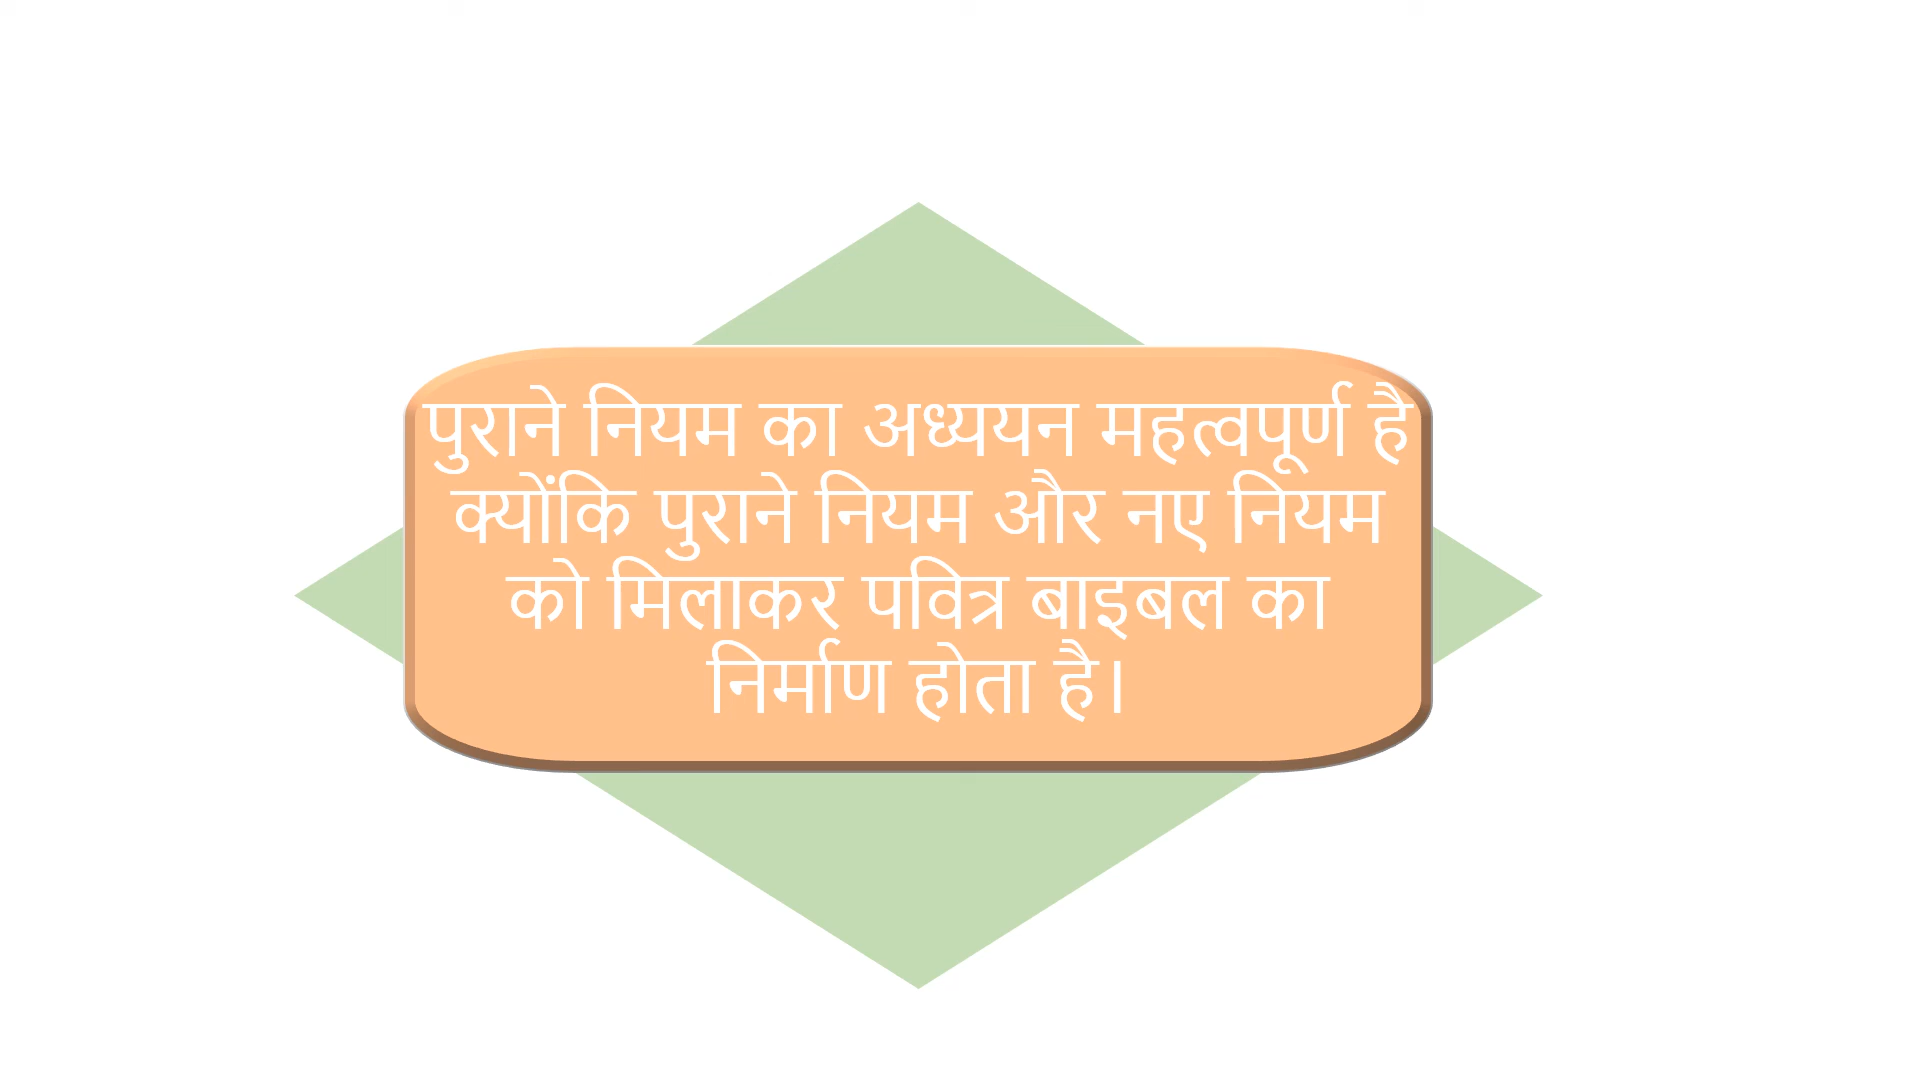 पुराने नियम का अध्ययन महत्वपूर्ण है
क्योंकि पुराने नियम और नए नियम
को मिलाकर पवित्र बाइबल का
निर्माण होता है।